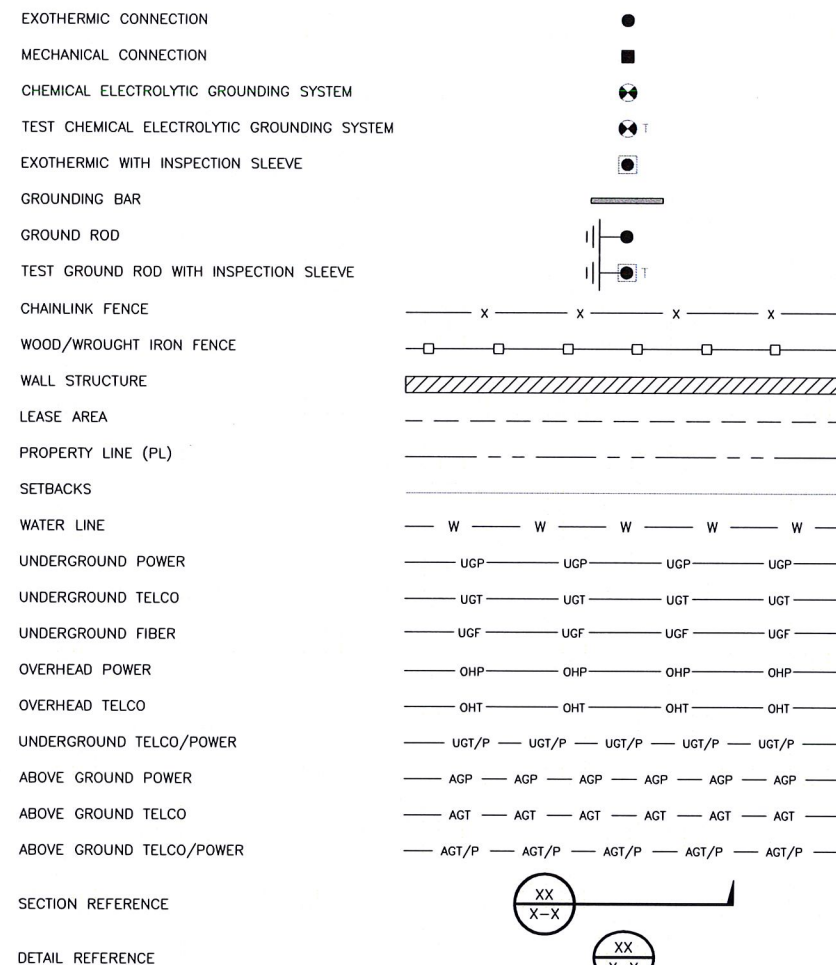 EXOTHERMIC CONNECTION
MECHANICAL CONNECTION
CHEMICAL ELECTROLYTIC GROUNDING SYSTEM
TEST CHEMICAL ELECTROLYTIC GROUNDING SYSTEM T
EXOTHERMIC WITH INSPECTION SLEEVE
GROUNDING BAR
GROUND ROD
TEST GROUND ROD WITH INSPECTION SLEEVE T
CHAINLINK FENCE X X X X
WOOD/WROUGHT IRON FENCE
WALL STRUCTURE
LEASE AREA
PROPERTY LINE (PL)
SETBACKS
WATER LINE W W W W W
UNDERGROUND POWER UGP UGP UGP UGP
UNDERGROUND TELCO UGT UGT UGT UGT
UNDERGROUND FIBER UGF UGF UGF UGF
OVERHEAD POWER OHP OHP OHP OHP
OVERHEAD TELCO OHT OHT OHT OHT
UNDERGROUND TELCO/POWER UGT/P UGT/P UGT/P UGT/P UGT/P
ABOVE GROUND POWER AGP AGP AGP AGP AGP AGP
ABOVE GROUND TELCO AGT AGT AGT AGT AGT AGT
ABOVE GROUND TELCO/POWER AGT/P AGT/P AGT/P AGT/P AGT/P
XX
SECTION REFERENCE X-X
XX
DETAIL REFERENCE X-X